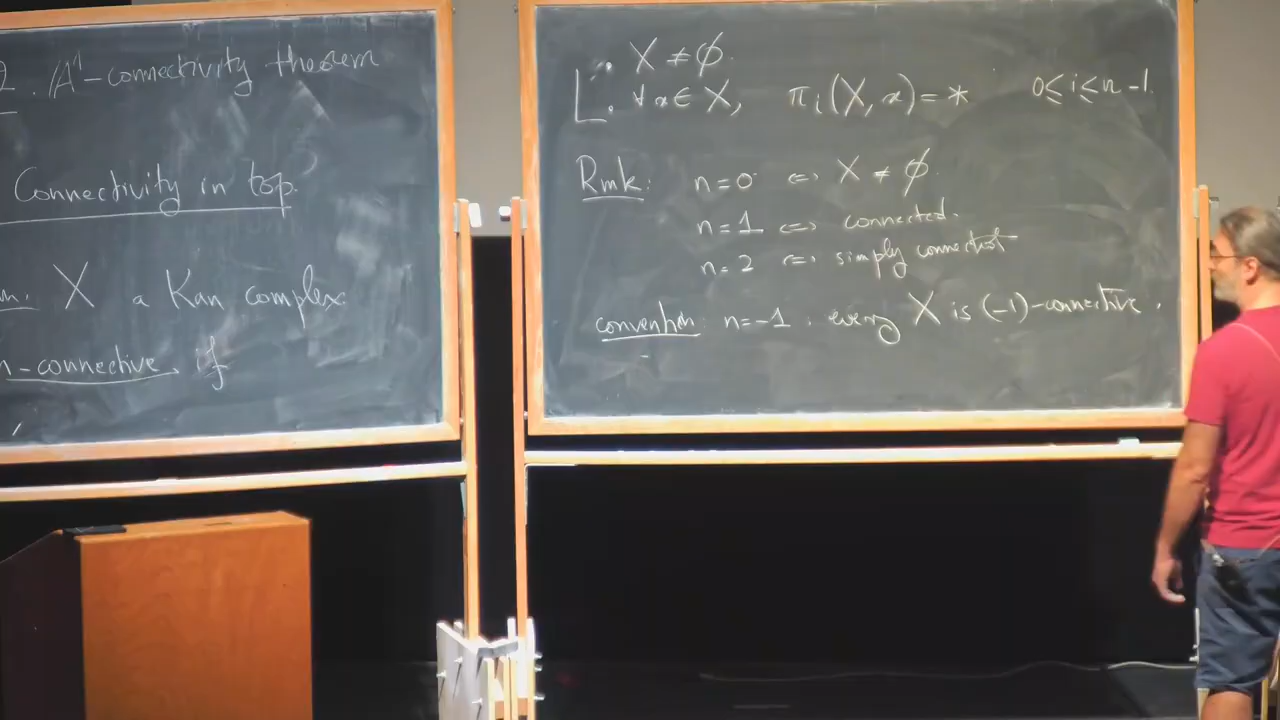 2. A¹-connectivity theorem
Connectivity in top.
X a Kan complex.
n-connective, if
∴ X ≠ ∅.
∀ x ∈ X, π_i(X, x) = * 0 ≤ i ≤ n-1.
Rmk: n=0 ⇔ X ≠ ∅.
n=1 ⇔ connected.
n=2 ⇔ simply connected
convention: n=-1 : every X is (-1)-connective.